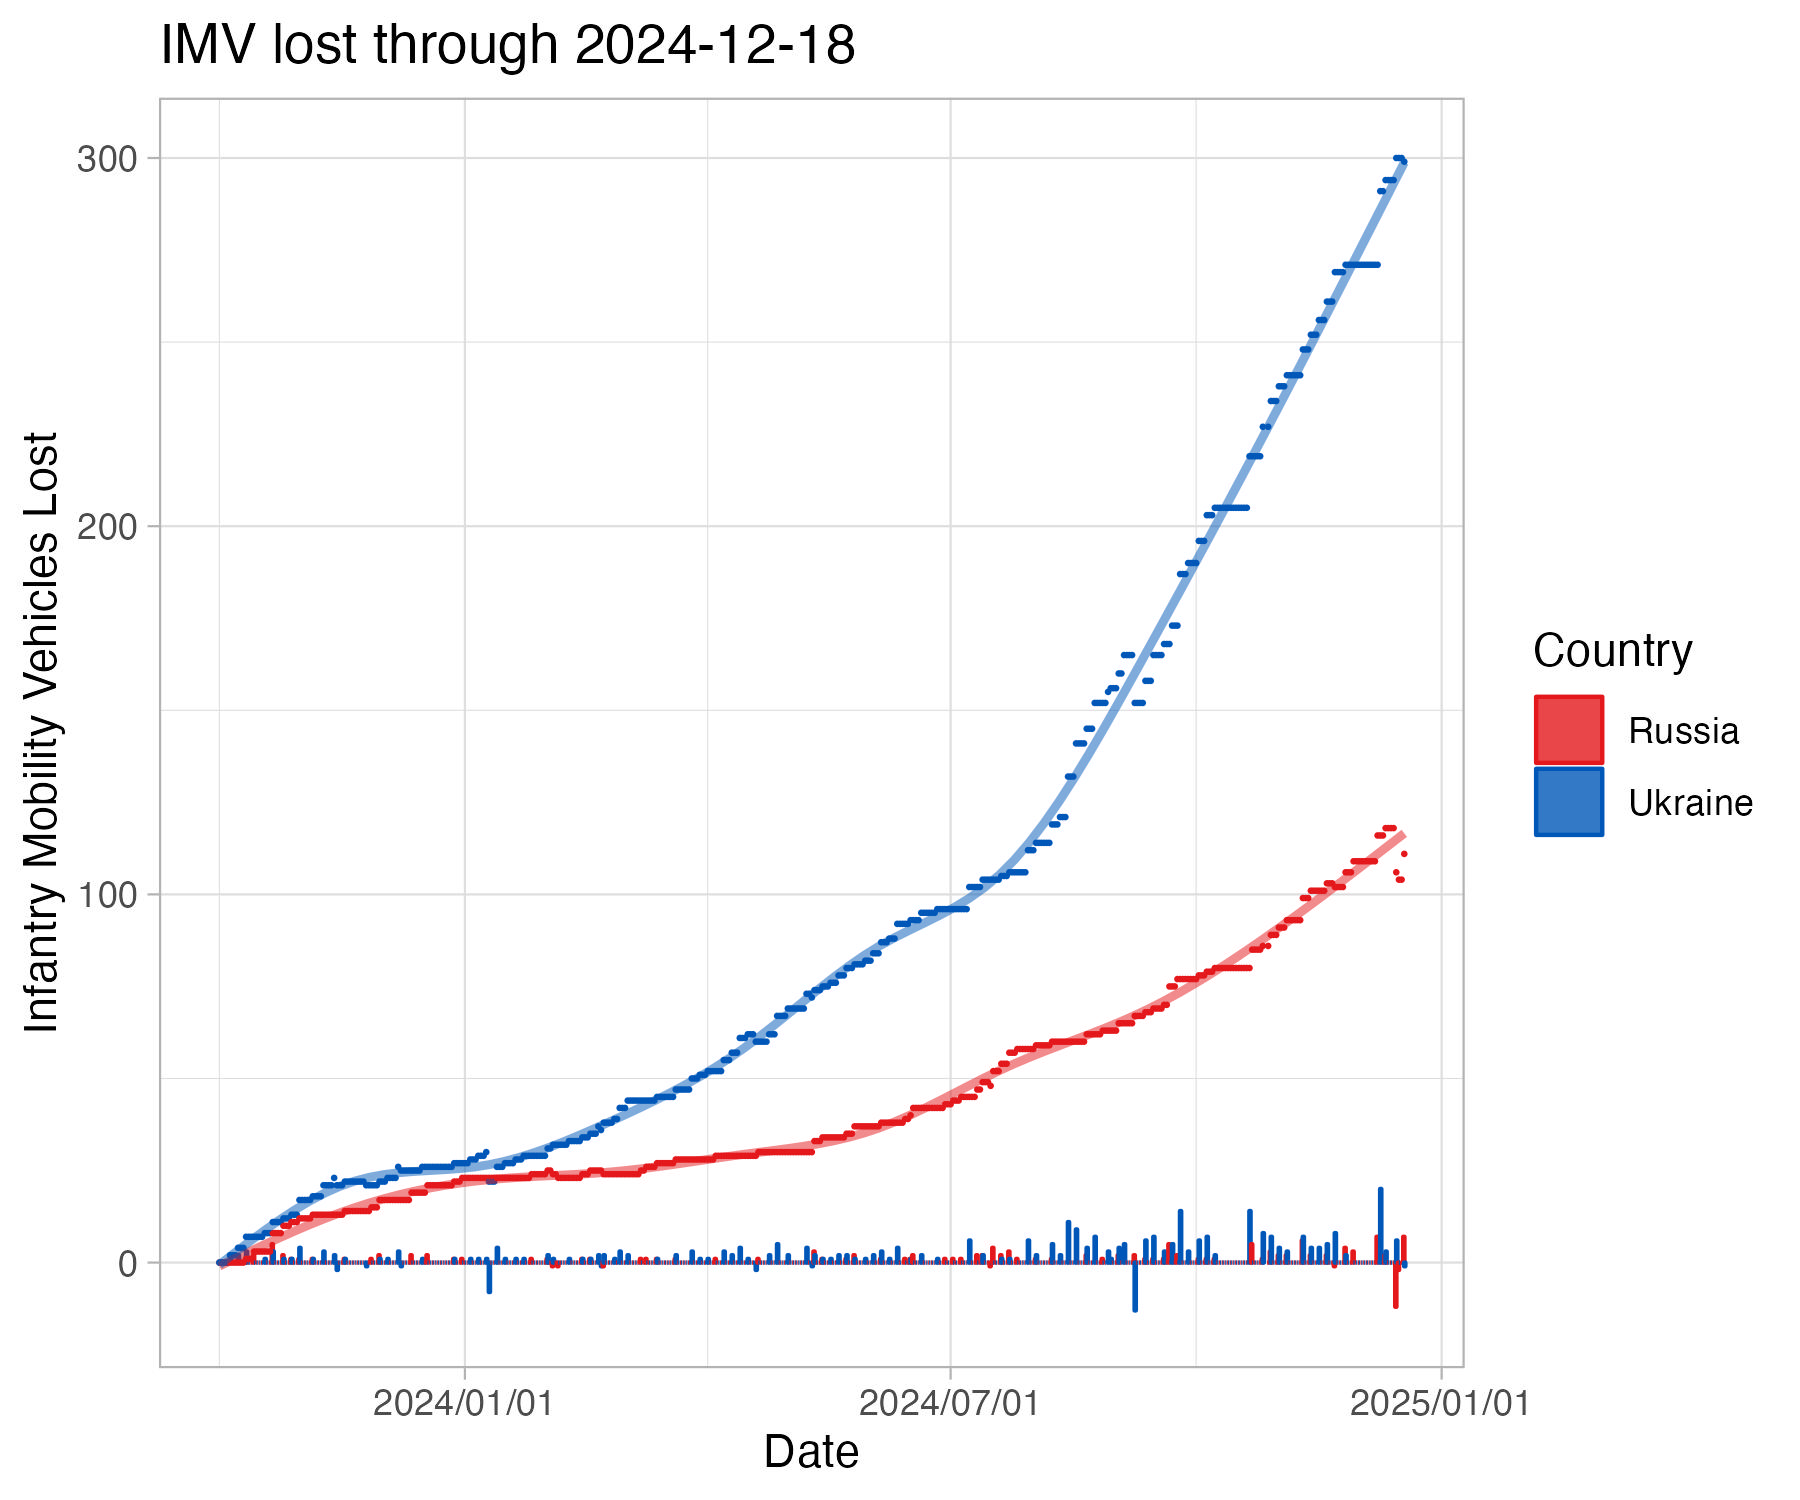 IMV lost through 2024-12-18
Infantry Mobility Vehicles Lost
300
200
100
0
2024/01/01
2024/07/01
2025/01/01
Date
Country
Russia
Ukraine